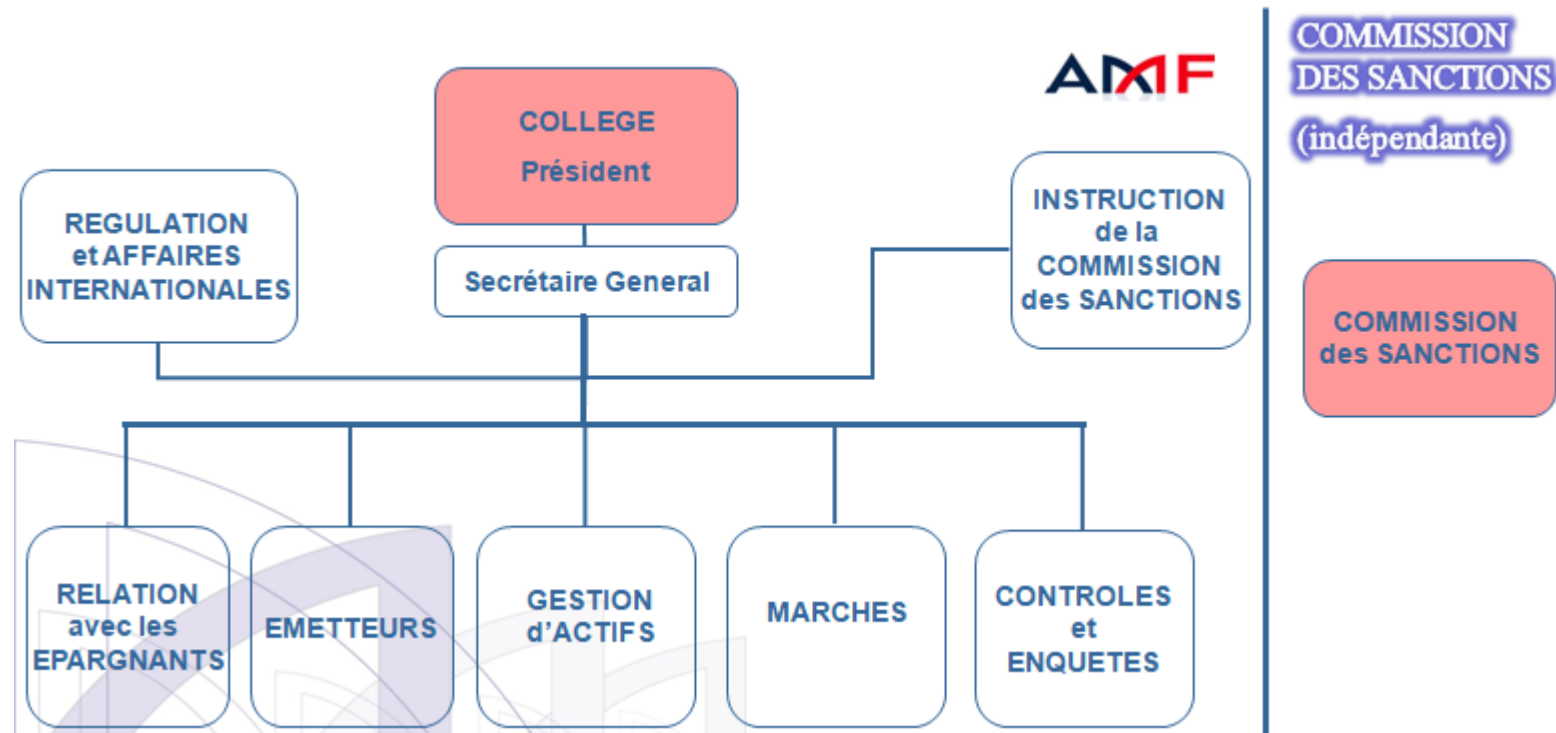 AMF
COMMISSION
DES SANCTIONS
(indépendante)
COLLEGE
Président
Secrétaire General
REGULATION
et AFFAIRES
INTERNATIONALES
INSTRUCTION
de la
COMMISSION
des SANCTIONS
COMMISSION
des SANCTIONS
RELATION
avec les
EPARGNANTS
EMETTEURS
GESTION
d'ACTIFS
MARCHES
CONTROLES
et
ENQUETES